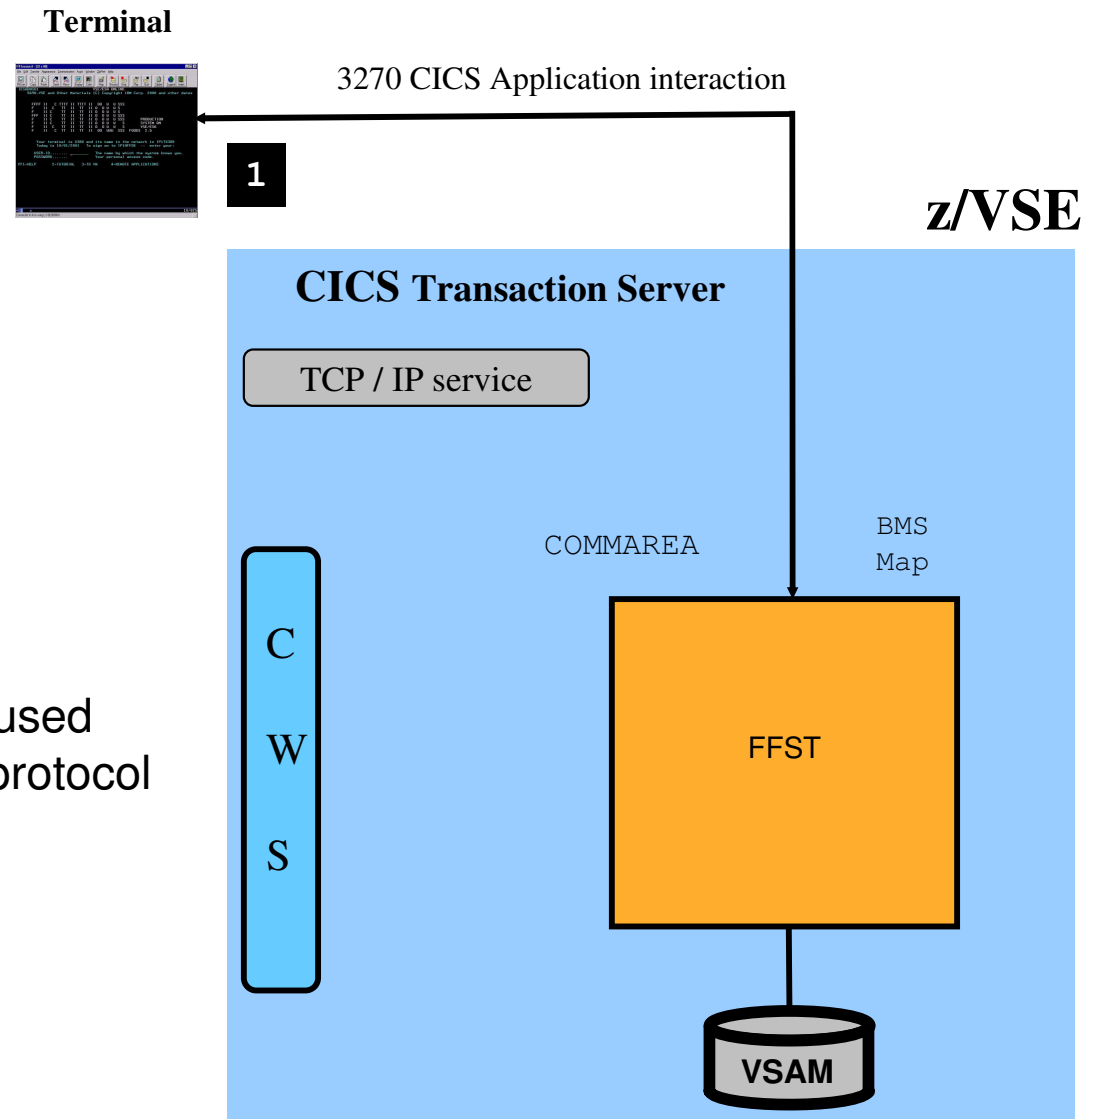 Terminal
3270 CICS Application interaction
1
z/VSE
CICS Transaction Server
TCP / IP service
COMMAREA
BMS
Map
C
W
S
used
protocol
FFST
VSAM